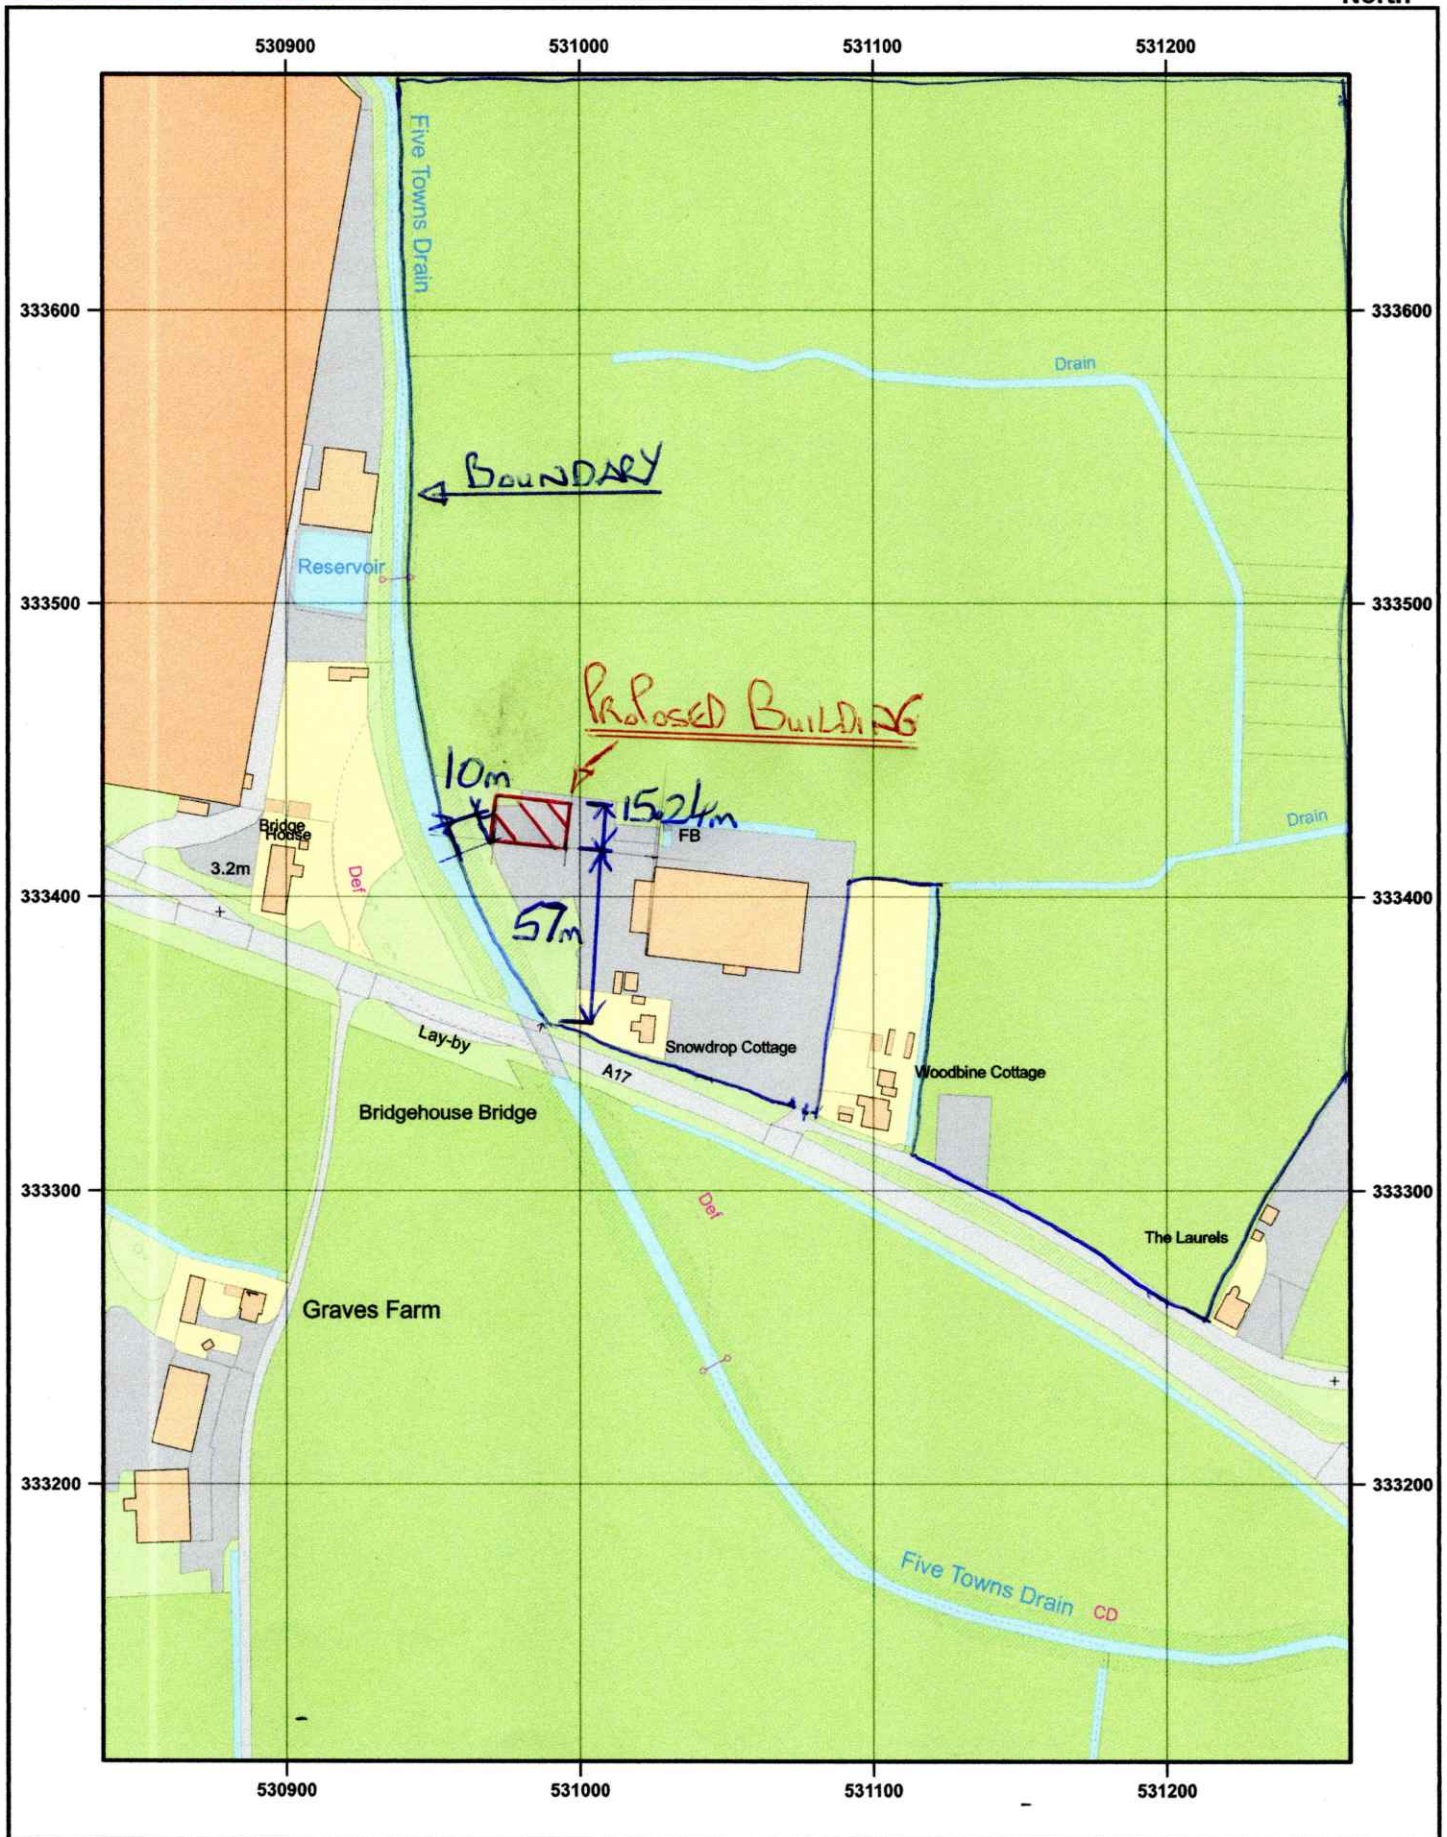 North
530900 531000 531100 531200
Five Towns Drain
333600 333600
Drain
BOUNDARY
Reservoir
333500 333500
PROPOSED BUILDING
10m
15.24m
FB
Drain
Bridge
House
3.2m
Def
333400 333400
57m
Lay-by
Snowdrop Cottage
A17
Woodbine Cottage
Bridgehouse Bridge
333300 333300
Def
The Laurels
Graves Farm
333200 333200
Five Towns Drain CD
530900 531000 531100 531200